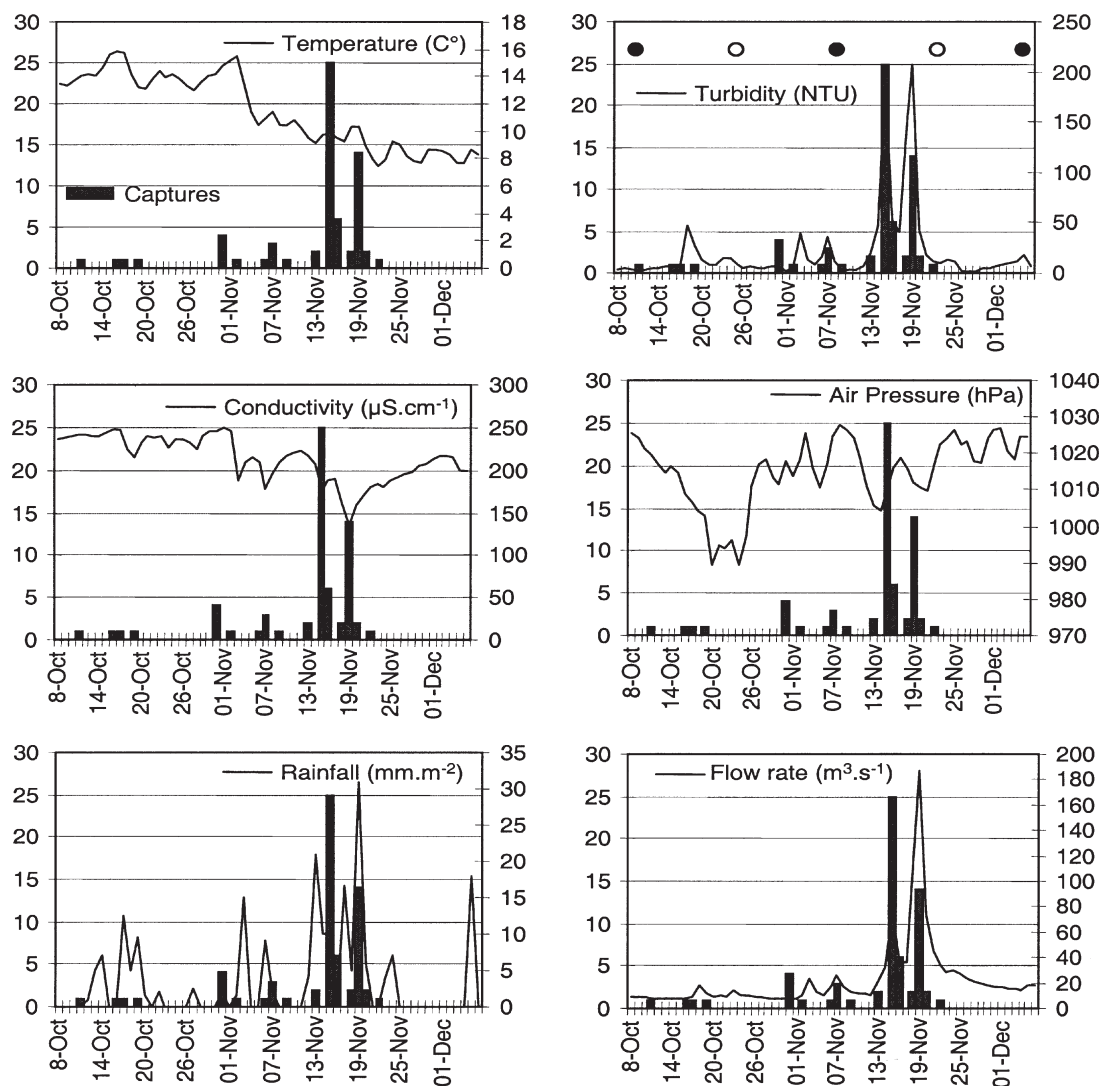 Temperature (C°)
Captures
30
25
20
15
10
5
0
18
16
14
12
10
8
6
4
2
0
8-Oct
14-Oct
20-Oct
26-Oct
01-Nov
07-Nov
13-Nov
19-Nov
25-Nov
01-Dec
Turbidity (NTU)
30
25
20
15
10
5
0
250
200
150
100
50
0
8-Oct
14-Oct
20-Oct
26-Oct
01-Nov
07-Nov
13-Nov
19-Nov
25-Nov
01-Dec
Conductivity (µS.cm-1)
30
25
20
15
10
5
0
300
250
200
150
100
50
0
8-Oct
14-Oct
20-Oct
26-Oct
01-Nov
07-Nov
13-Nov
19-Nov
25-Nov
01-Dec
Air Pressure (hPa)
30
25
20
15
10
5
0
1040
1030
1020
1010
1000
990
980
970
8-Oct
14-Oct
20-Oct
26-Oct
01-Nov
07-Nov
13-Nov
19-Nov
25-Nov
01-Dec
Rainfall (mm.m-2)
30
25
20
15
10
5
0
35
30
25
20
15
10
5
0
8-Oct
14-Oct
20-Oct
26-Oct
01-Nov
07-Nov
13-Nov
19-Nov
25-Nov
01-Dec
Flow rate (m³.s-1)
30
25
20
15
10
5
0
200
180
160
140
120
100
80
60
40
20
0
8-Oct
14-Oct
20-Oct
26-Oct
01-Nov
07-Nov
13-Nov
19-Nov
25-Nov
01-Dec